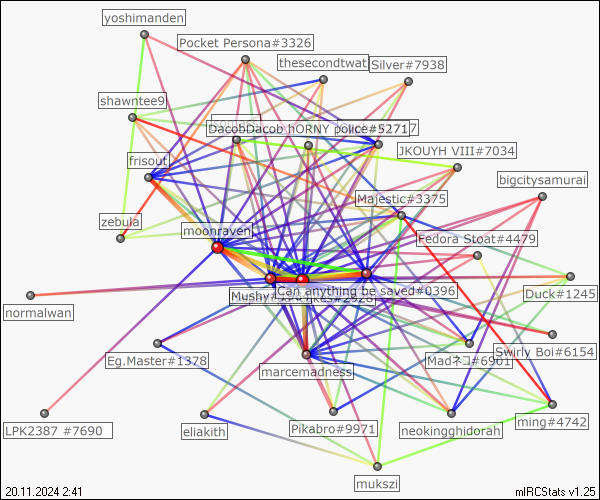 yoshimanden
Pocket Persona#3326
thesecondtwat
Silver#7938
shawntee9
hORNY police#5271
JKOUYH VIII#7034
frisout
bigcitysamurai
Majestic#3375
zebula
moonraven
Fedora Stoat#4479
Can anything be saved#0396
Duck#1245
normalwan
Swirly Boi#6154
Eg.Master#1378
Madネコ#6901
marcemadness
LPK2387 #7690
eliakith
Pikabro#9971
neokingghidorah
ming#4742
mukszi
20.11.2024 2:41
mIRCStats v1.25